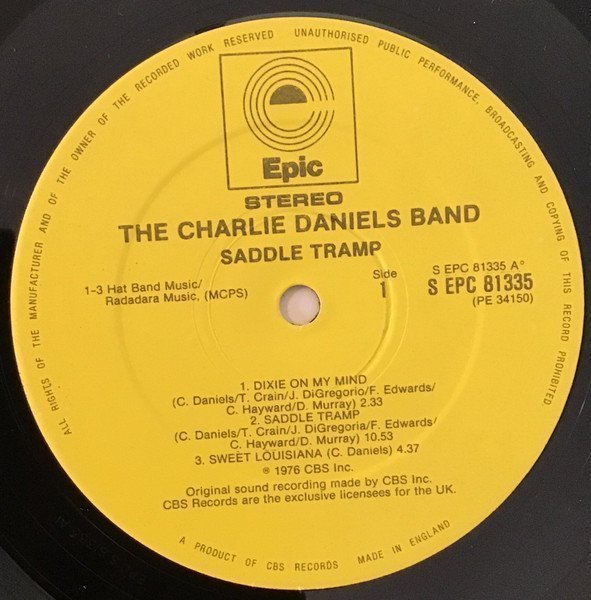 ALL RIGHTS OF THE MANUFACTURER AND OF THE OWNER OF THE RECORDED WORK RESERVED UNAUTHORISED PUBLIC PERFORMANCE, BROADCASTING AND COPYING OF THIS RECORD PROHIBITED
Epic
STEREO
THE CHARLIE DANIELS BAND
SADDLE TRAMP
1-3 Hat Band Music/
Radadara Music, (MCPS)
Side
1
S EPC 81335 A°
S EPC 81335
(PE 34150)
1. DIXIE ON MY MIND
(C. Daniels/T. Crain/J. DiGregorio/F. Edwards/
C. Hayward/D. Murray) 2.33
2. SADDLE TRAMP
(C. Daniels/T. Crain/J. DiGregoria/F. Edwards/
C. Hayward/D. Murray) 10.53
3. SWEET LOUISIANA (C. Daniels) 4.37
℗ 1976 CBS Inc.
Original sound recording made by CBS Inc.
CBS Records are the exclusive licensees for the UK.
A PRODUCT OF CBS RECORDS MADE IN ENGLAND